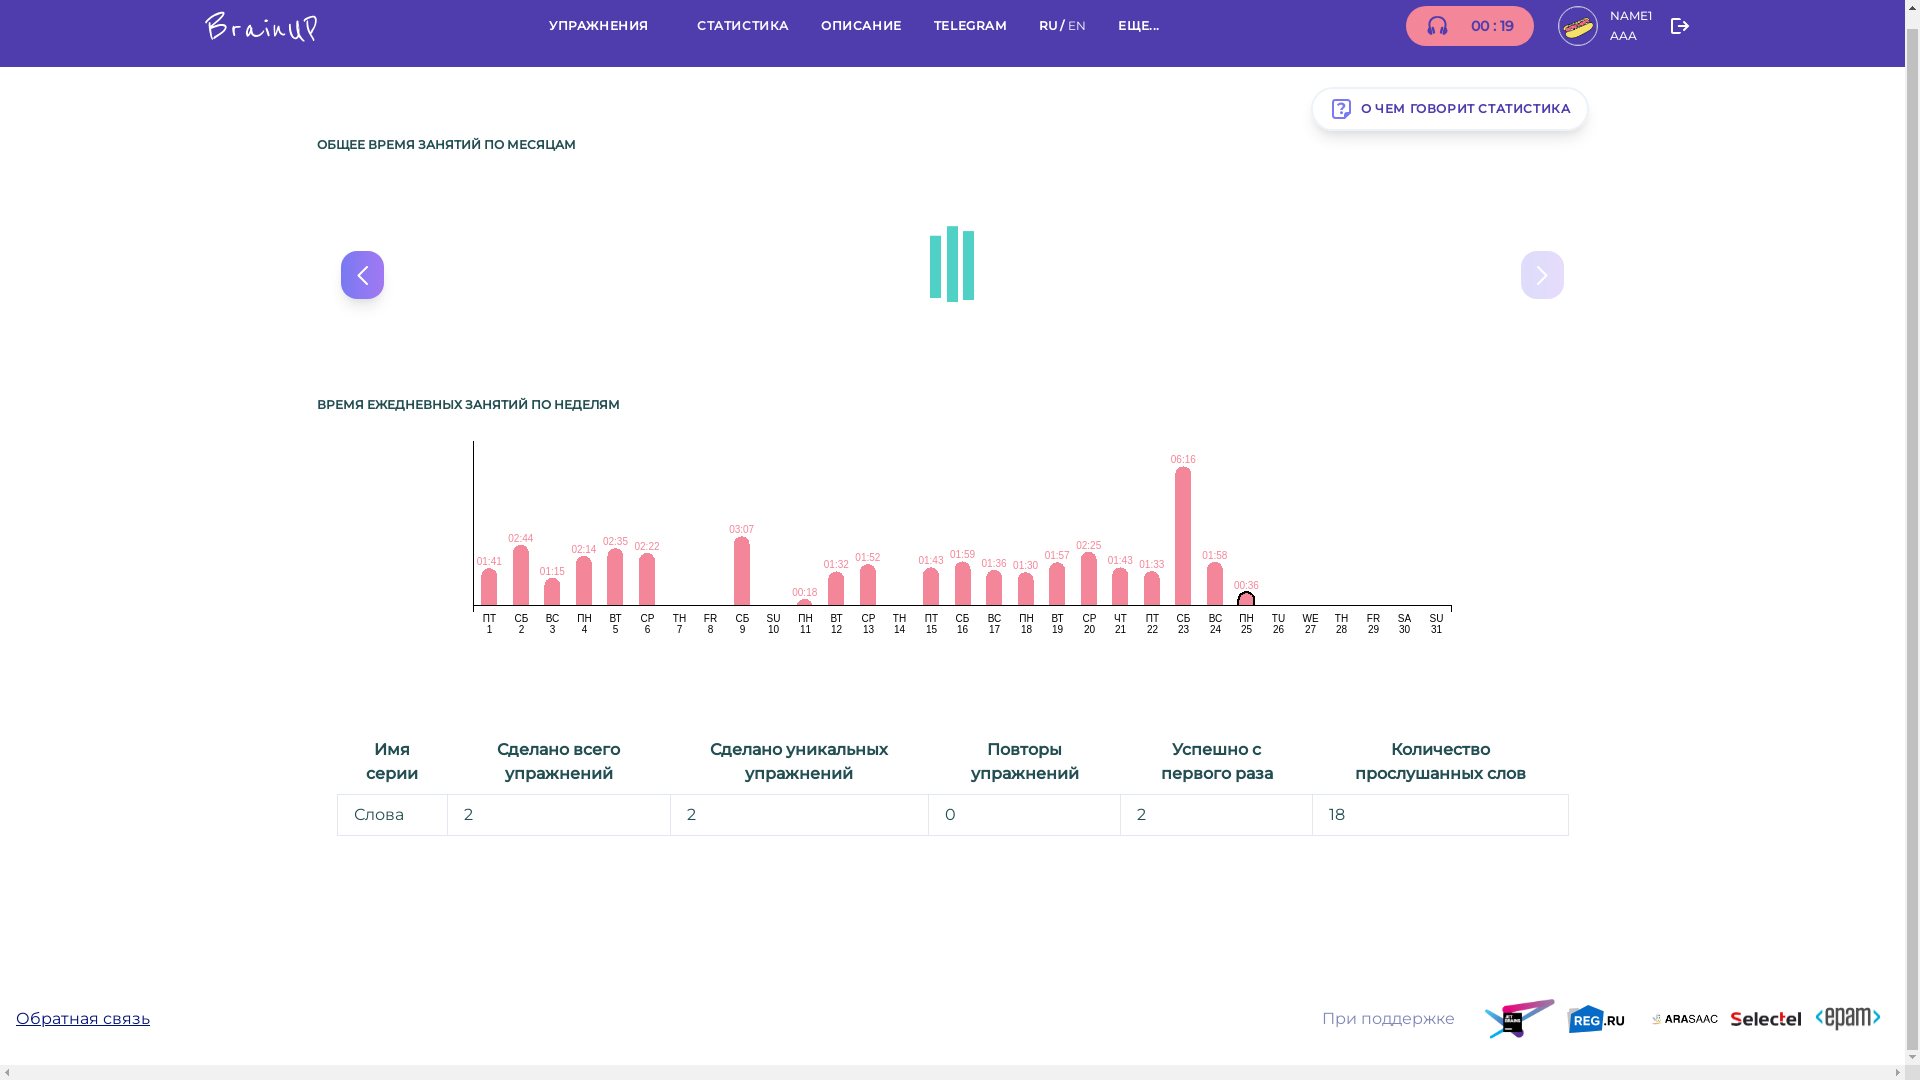 BrainUP
УПРАЖНЕНИЯ СТАТИСТИКА ОПИСАНИЕ TELEGRAM RU / EN ЕЩЕ... 00 : 19 NAME1
AAA
О ЧЕМ ГОВОРИТ СТАТИСТИКА
ОБЩЕЕ ВРЕМЯ ЗАНЯТИЙ ПО МЕСЯЦАМ
ВРЕМЯ ЕЖЕДНЕВНЫХ ЗАНЯТИЙ ПО НЕДЕЛЯМ
01:41 02:44 01:15 02:14 02:35 02:22 03:07 00:18 01:32 01:52 01:43 01:59 01:36 01:30 01:57 02:25 01:43 01:33 06:16 01:58 00:36
ПТ СБ ВС ПН ВТ СР TH FR СБ SU ПН ВТ СР TH ПТ СБ ВС ПН ВТ СР ЧТ ПТ СБ ВС ПН TU WE TH FR SA SU
1 2 3 4 5 6 7 8 9 10 11 12 13 14 15 16 17 18 19 20 21 22 23 24 25 26 27 28 29 30 31
Имя Сделано всего Сделано уникальных Повторы Успешно с Количество
серии упражнений упражнений упражнений первого раза прослушанных слов
Слова 2 2 0 2 18
Обратная связь При поддержке JET BRAINS REG.RU ARASAAC Selectel <epam>